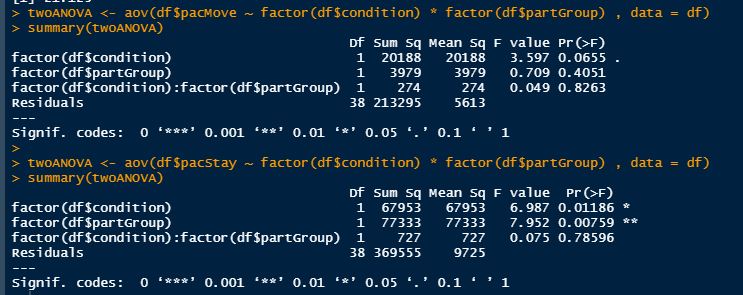 > twoANOVA <- aov(df$pacMove ~ factor(df$condition) * factor(df$partGroup) , data = df)
> summary(twoANOVA)
Df Sum Sq Mean Sq F value Pr(>F)
factor(df$condition) 1 20188 20188 3.597 0.0655 .
factor(df$partGroup) 1 3979 3979 0.709 0.4051
factor(df$condition):factor(df$partGroup) 1 274 274 0.049 0.8263
Residuals 38 213295 5613
---
Signif. codes: 0 ‘***’ 0.001 ‘**’ 0.01 ‘*’ 0.05 ‘.’ 0.1 ‘ ’ 1
>
> twoANOVA <- aov(df$pacStay ~ factor(df$condition) * factor(df$partGroup) , data = df)
> summary(twoANOVA)
Df Sum Sq Mean Sq F value Pr(>F)
factor(df$condition) 1 67953 67953 6.987 0.01186 *
factor(df$partGroup) 1 77333 77333 7.952 0.00759 **
factor(df$condition):factor(df$partGroup) 1 727 727 0.075 0.78596
Residuals 38 369555 9725
---
Signif. codes: 0 ‘***’ 0.001 ‘**’ 0.01 ‘*’ 0.05 ‘.’ 0.1 ‘ ’ 1